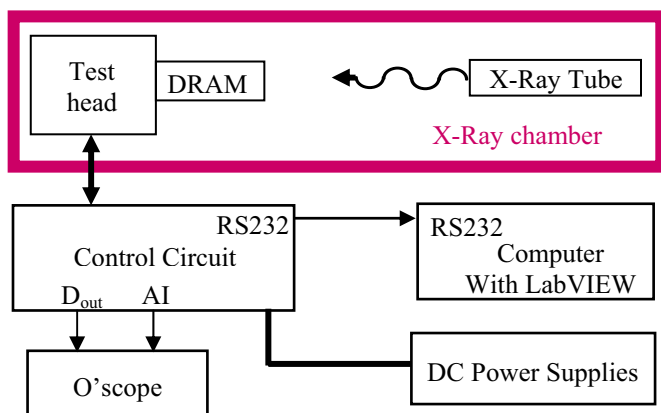 Test
head
DRAM
X-Ray Tube
X-Ray chamber
RS232
Control Circuit
D_out AI
RS232
Computer
With LabVIEW
O’scope
DC Power Supplies